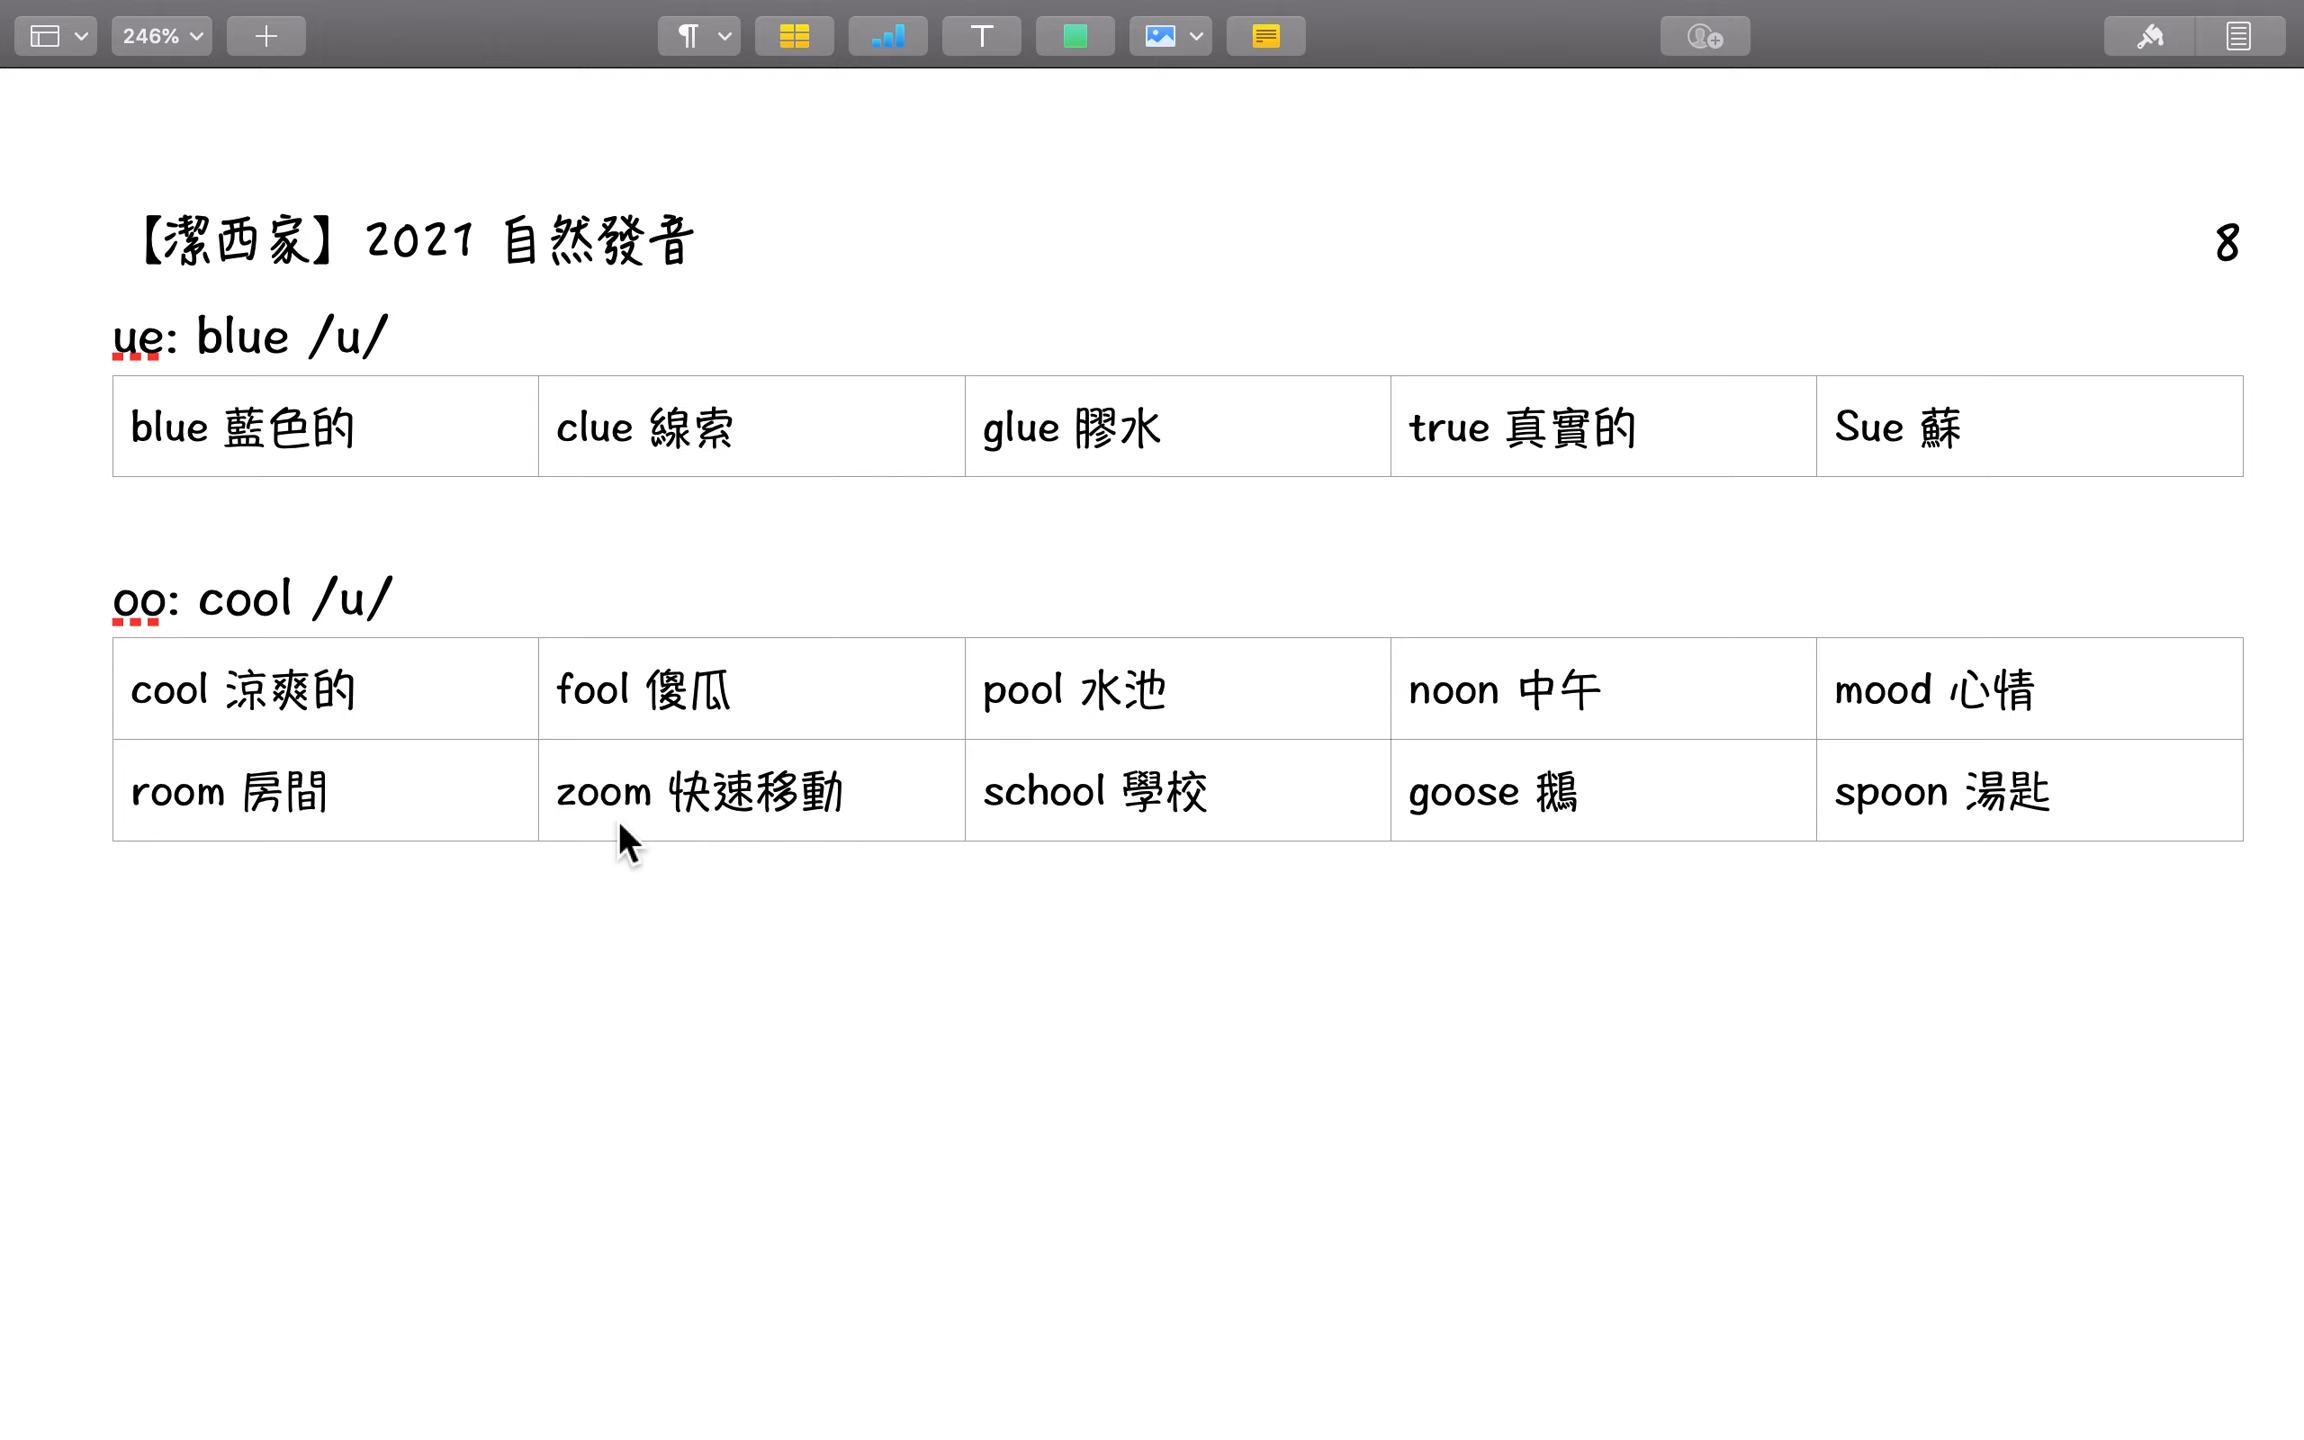 246%
【潔西家】2021 自然發音 8
ue: blue /u/
blue 藍色的 clue 線索 glue 膠水 true 真實的 Sue 蘇
oo: cool /u/
cool 涼爽的 fool 傻瓜 pool 水池 noon 中午 mood 心情
room 房間 zoom 快速移動 school 學校 goose 鵝 spoon 湯匙